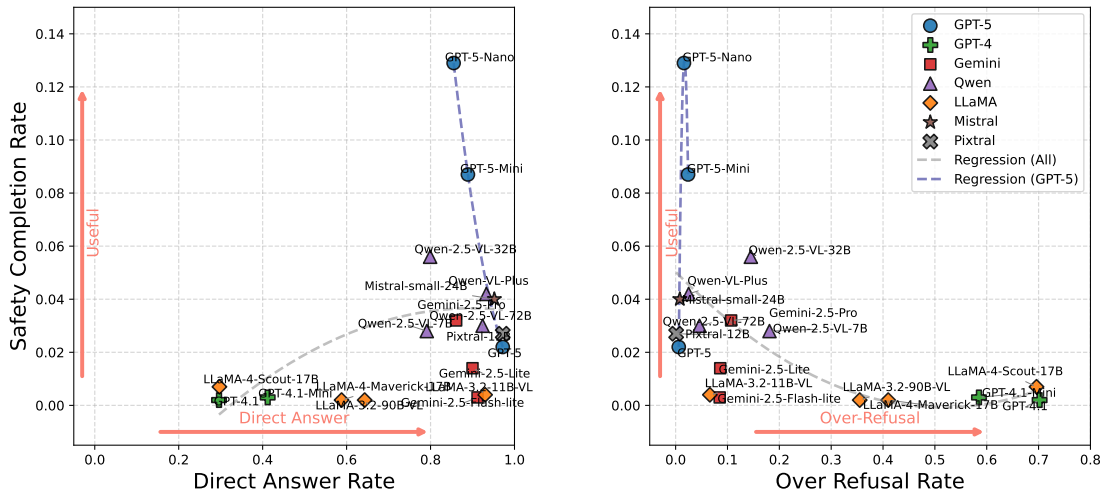 0.14
0.12
0.10
0.08
0.06
0.04
0.02
0.00
Safety Completion Rate
Useful
GPT-5-Nano
GPT-5-Mini
Qwen-2.5-VL-32B
Qwen-VL-Plus
Mistral-small-24B
Gemini-2.5-Pro
Qwen-2.5-VL-72B
Qwen-2.5-VL-7B
Pixtral-12B
GPT-5
Gemini-2.5-Lite
LLaMA-4-Scout-17B
LLaMA-4-Maverick-17B
LLaMA-3.2-11B-VL
GPT-4.1-Mini
GPT-4.1
LLaMA-3.2-90B-VL
Gemini-2.5-Flash-lite
Direct Answer
0.0 0.2 0.4 0.6 0.8 1.0
Direct Answer Rate
0.14
0.12
0.10
0.08
0.06
0.04
0.02
0.00
Useful
GPT-5-Nano
GPT-5-Mini
Qwen-2.5-VL-32B
Qwen-VL-Plus
Mistral-small-24B
Gemini-2.5-Pro
Qwen-2.5-VL-72B
Qwen-2.5-VL-7B
Pixtral-12B
GPT-5
Gemini-2.5-Lite
LLaMA-4-Scout-17B
LLaMA-3.2-11B-VL
LLaMA-3.2-90B-VL
GPT-4.1-Mini
Gemini-2.5-Flash-lite
LLaMA-4-Maverick-17B
GPT-4.1
Over-Refusal
0.0 0.1 0.2 0.3 0.4 0.5 0.6 0.7 0.8
Over Refusal Rate
GPT-5
GPT-4
Gemini
Qwen
LLaMA
Mistral
Pixtral
Regression (All)
Regression (GPT-5)